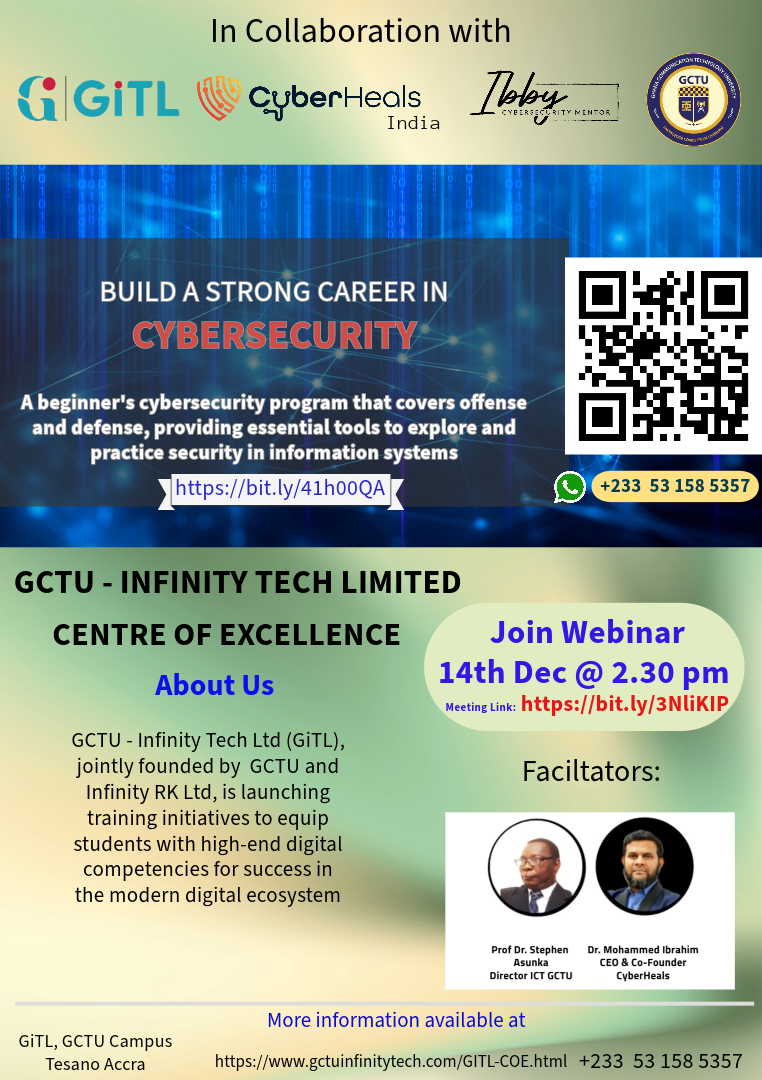 In Collaboration with
GiTL
CyberHeals
India
Ibby
CYBERSECURITY MENTOR
GHANA COMMUNICATION TECHNOLOGY UNIVERSITY
GCTU
BUILD A STRONG CAREER IN
CYBERSECURITY
A beginner's cybersecurity program that covers offense
and defense, providing essential tools to explore and
practice security in information systems
https://bit.ly/41h00QA
+233 53 158 5357
GCTU - INFINITY TECH LIMITED
CENTRE OF EXCELLENCE
About Us
GCTU - Infinity Tech Ltd (GiTL),
jointly founded by GCTU and
Infinity RK Ltd, is launching
training initiatives to equip
students with high-end digital
competencies for success in
the modern digital ecosystem
Join Webinar
14th Dec @ 2.30 pm
Meeting Link: https://bit.ly/3NliKIP
Faciltators:
Prof Dr. Stephen
Asunka
Director ICT GCTU
Dr. Mohammed Ibrahim
CEO & Co-Founder
CyberHeals
More information available at
GiTL, GCTU Campus
Tesano Accra
https://www.gctuinfinitytech.com/GITL-COE.html +233 53 158 5357